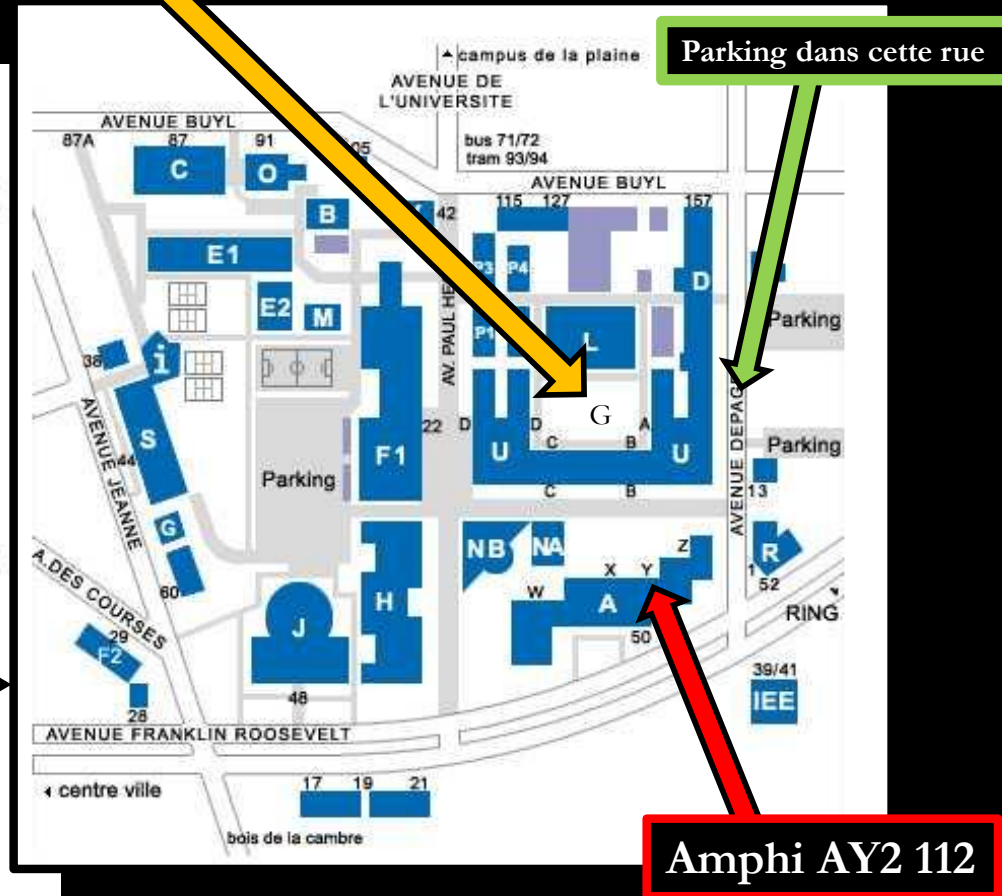 campus de la plaine
Parking dans cette rue
AVENUE DE
L'UNIVERSITE
AVENUE BUYL
87A
87
91
05
bus 71/72
tram 93/94
AVENUE BUYL
C
O
115
127
157
B
42
E1
P3
P4
D
E2
M
AV. PAUL HE
P1
L
Parking
38
i
G
AVENUE DEPAGE
AVENUE JEANNE
S
44
22
D
D
A
C
B
F1
U
U
Parking
Parking
C
B
13
G
NB
NA
Z
R
A.DES COURSES
X
Y
1
52
60
W
H
A
RING
J
29
F2
50
39/41
IEE
28
48
AVENUE FRANKLIN ROOSEVELT
centre ville
17
19
21
bois de la cambre
Amphi AY2 112